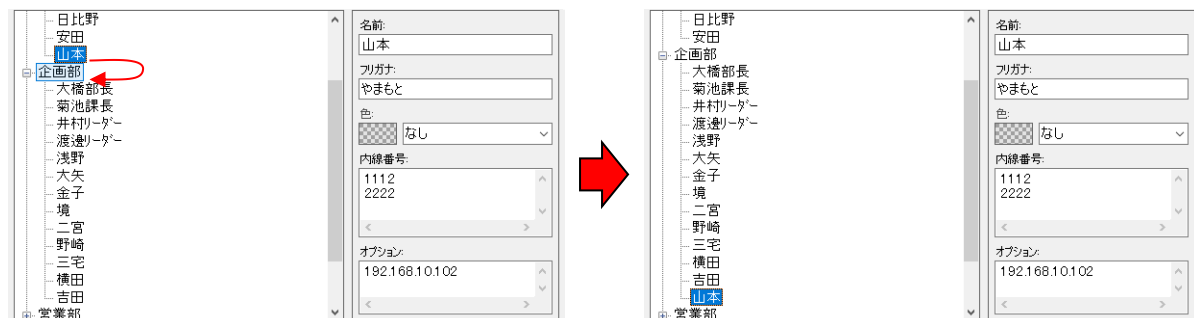 日比野
安田
山本
企画部
大橋部長
菊池課長
井村リーダー
渡邊リーダー
浅野
大矢
金子
境
二宮
野崎
三宅
横田
吉田
営業部
名前:
山本
フリガナ:
やまもと
色:
なし
内線番号:
1112
2222
オプション:
192.168.10.102
日比野
安田
企画部
大橋部長
菊池課長
井村リーダー
渡邊リーダー
浅野
大矢
金子
境
二宮
野崎
三宅
横田
吉田
山本
営業部
名前:
山本
フリガナ:
やまもと
色:
なし
内線番号:
1112
2222
オプション:
192.168.10.102